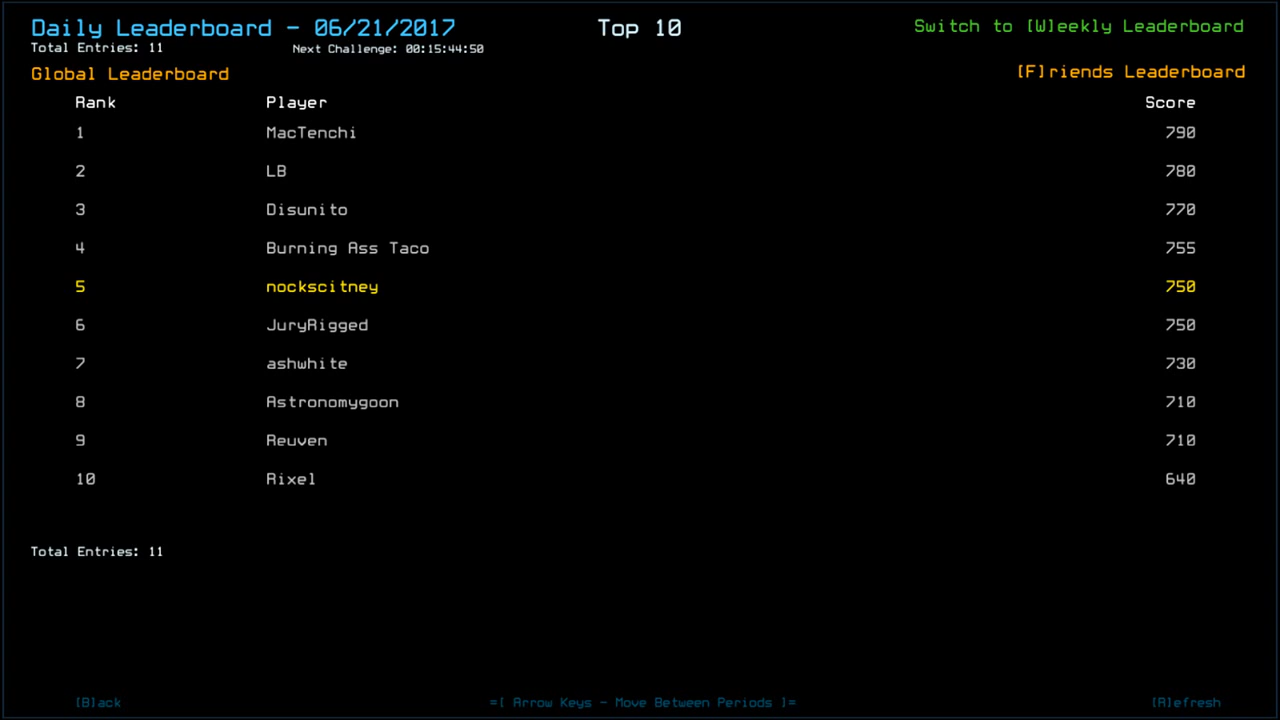 Daily Leaderboard - 06/21/2017 Top 10 Switch to [W]eekly Leaderboard
Total Entries: 11 Next Challenge: 00:15:44:50
Global Leaderboard [F]riends Leaderboard
Rank Player Score
1 MacTenchi 790
2 LB 780
3 Disunito 770
4 Burning Ass Taco 755
5 nockscitney 750
6 JuryRigged 750
7 ashwhite 730
8 Astronomygoon 710
9 Reuven 710
10 Rixel 640
Total Entries: 11
[B]ack =[ Arrow Keys - Move Between Periods ]= [R]efresh